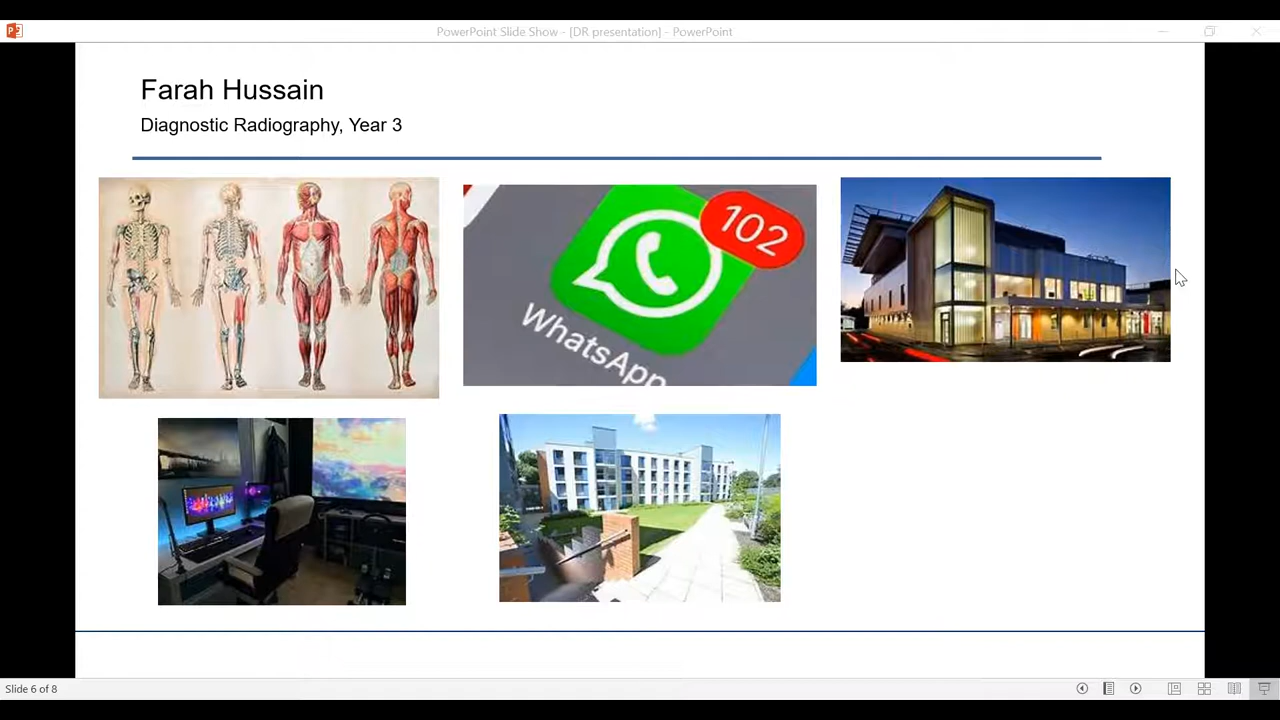 PowerPoint Slide Show - [DR presentation] - PowerPoint
Farah Hussain
Diagnostic Radiography, Year 3
102
WhatsApp
Slide 6 of 8